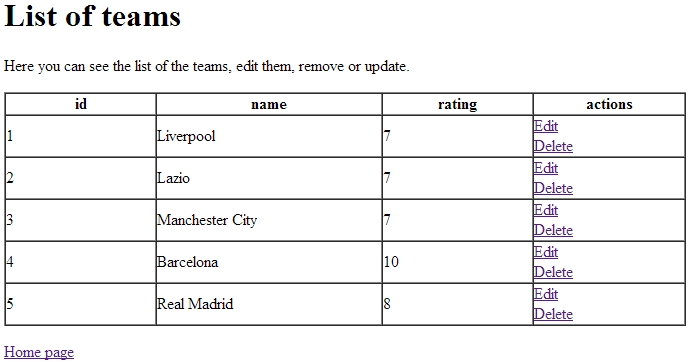 List of teams
Here you can see the list of the teams, edit them, remove or update.
id name rating actions
1 Liverpool 7 Edit
Delete
2 Lazio 7 Edit
Delete
3 Manchester City 7 Edit
Delete
4 Barcelona 10 Edit
Delete
5 Real Madrid 8 Edit
Delete
Home page